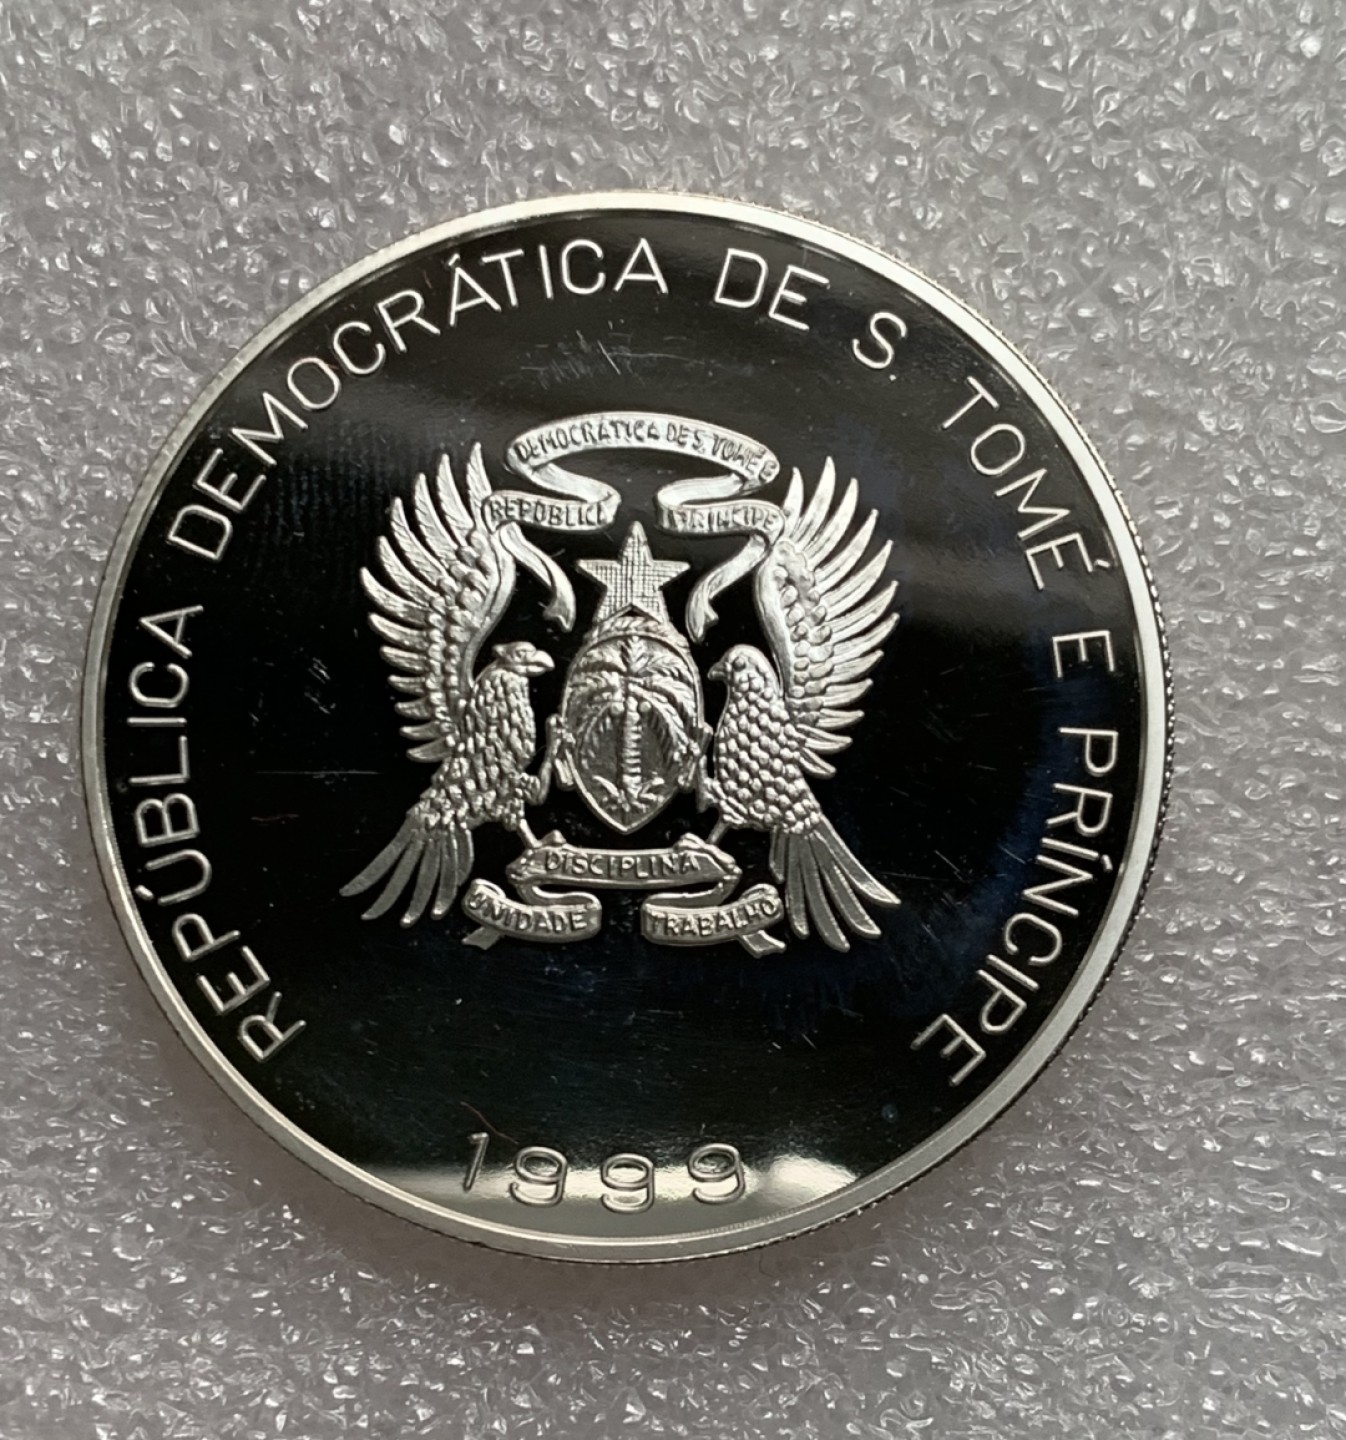 REPÚBLICA DEMOCRÁTICA DE S. TOMÉ E PRÍNCIPE
DEMOCRÁTICA DE S. TOMÉ E
REPÚBLICA PRÍNCIPE
DISCIPLINA
UNIDADE TRABALHO
1999